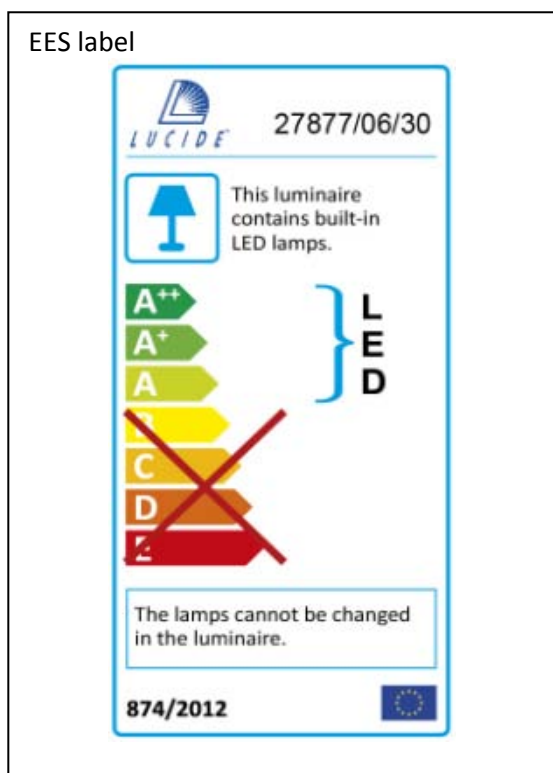 EES label
LUCIDE
27877/06/30
This luminaire
contains built-in
LED lamps.
A++
A+
A
B
C
D
E
L
E
D
The lamps cannot be changed
in the luminaire.
874/2012